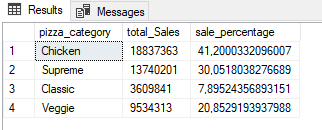 Results Messages
pizza_category total_Sales sale_percentage
1 Chicken 18837363 41,2000332096007
2 Supreme 13740201 30,0518038276689
3 Classic 3609841 7,89524356893151
4 Veggie 9534313 20,8529193937988